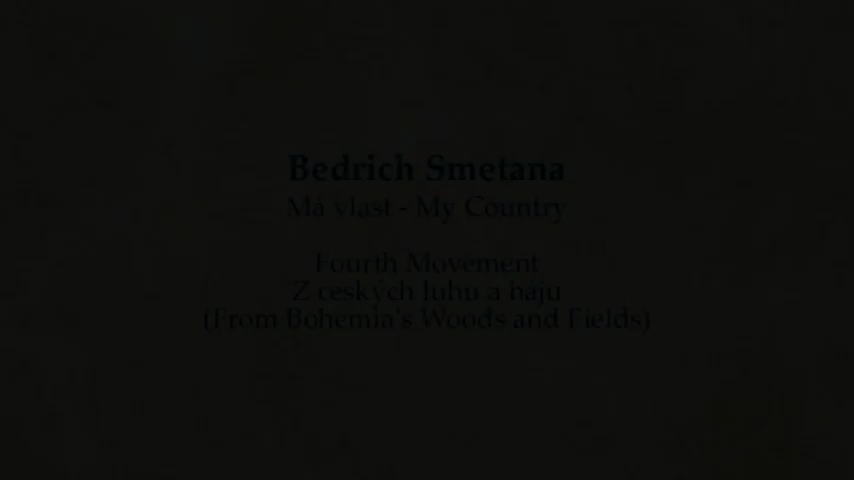 Bedrich Smetana
Má vlast - My Country
Fourth Movement
Z ceských luhu a háju
(From Bohemia's Woods and Fields)